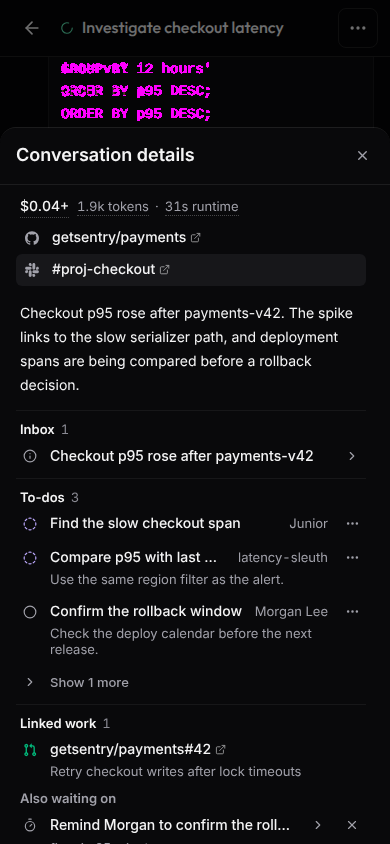 Investigate checkout latency
12 hours'
ORDER BY p95 DESC;
ORDER BY p95 DESC;
Conversation details
$0.04+ 1.9k tokens · 31s runtime
getsentry/payments
#proj-checkout
Checkout p95 rose after payments-v42. The spike
links to the slow serializer path, and deployment
spans are being compared before a rollback
decision.
Inbox 1
Checkout p95 rose after payments-v42
To-dos 3
Find the slow checkout span Junior
Compare p95 with last ... latency-sleuth
Use the same region filter as the alert.
Confirm the rollback window Morgan Lee
Check the deploy calendar before the next
release.
Show 1 more
Linked work 1
getsentry/payments#42
Retry checkout writes after lock timeouts
Also waiting on
Remind Morgan to confirm the roll...